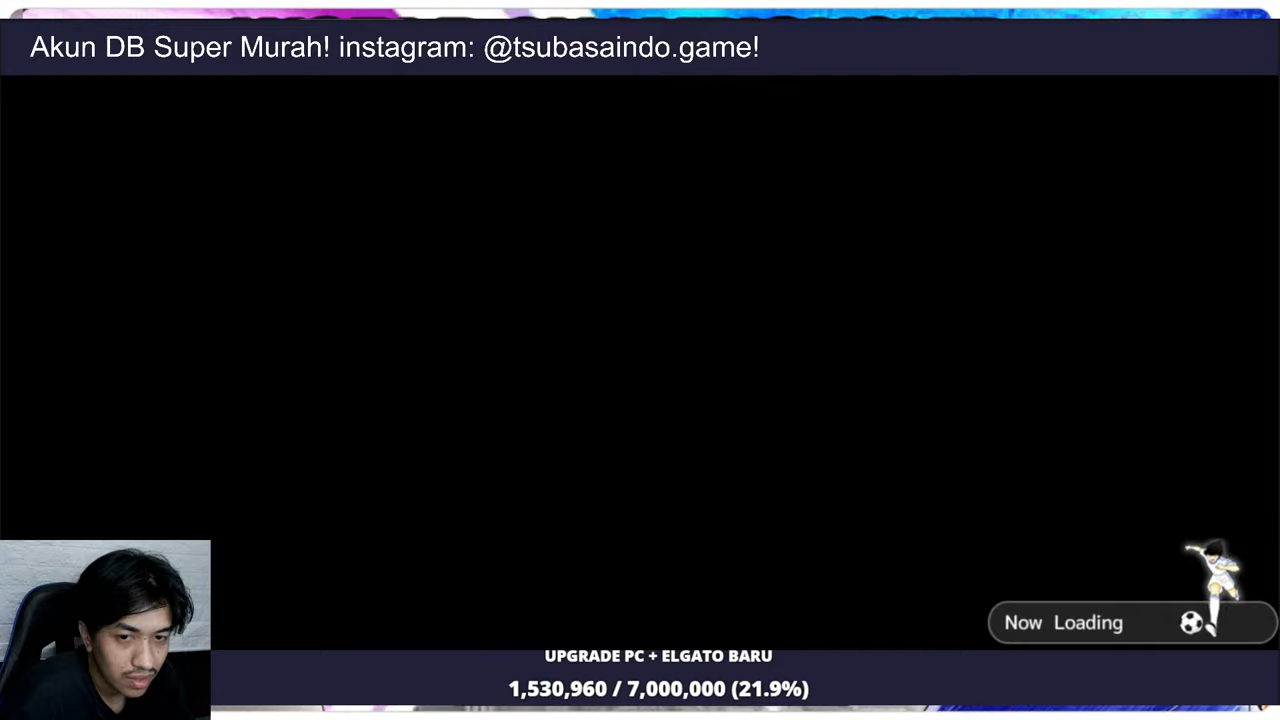 Akun DB Super Murah! instagram: @tsubasaindo.game!
Now Loading
UPGRADE PC + ELGATO BARU
1,530,960 / 7,000,000 (21.9%)